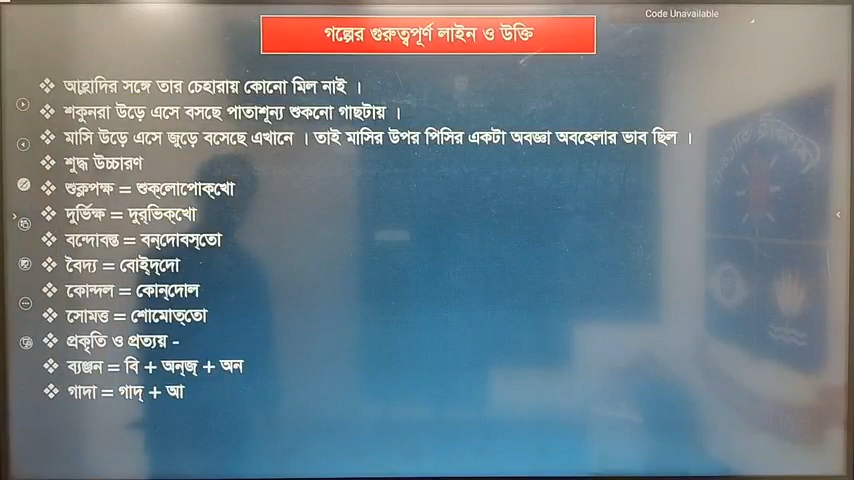 Code Unavailable
গল্পের গুরুত্বপূর্ণ লাইন ও উক্তি
❖ আহ্লাদির সঙ্গে তার চেহারায় কোনো মিল নাই ।
❖ শকুনরা উড়ে এসে বসছে পাতাশূন্য শুকনো গাছটায় ।
❖ মাসি উড়ে এসে জুড়ে বসেছে এখানে । তাই মাসির উপর পিসির একটা অবজ্ঞা অবহেলার ভাব ছিল ।
❖ শুদ্ধ উচ্চারণ
❖ শুক্লপক্ষ = শুক্‌লোপোক্‌খো
❖ দুর্ভিক্ষ = দুর্‌ভিক্‌খো
❖ বন্দোবস্ত = বন্‌দোবস্‌তো
❖ বৈদ্য = বোই্‌দ্‌দো
❖ কোন্দল = কোন্‌দোল
❖ সোমত্ত = শোমোত্‌তো
❖ প্রকৃতি ও প্রত্যয় -
❖ ব্যঞ্জন = বি + অন্‌জ্ + অন
❖ গাদা = গাদ্ + আ